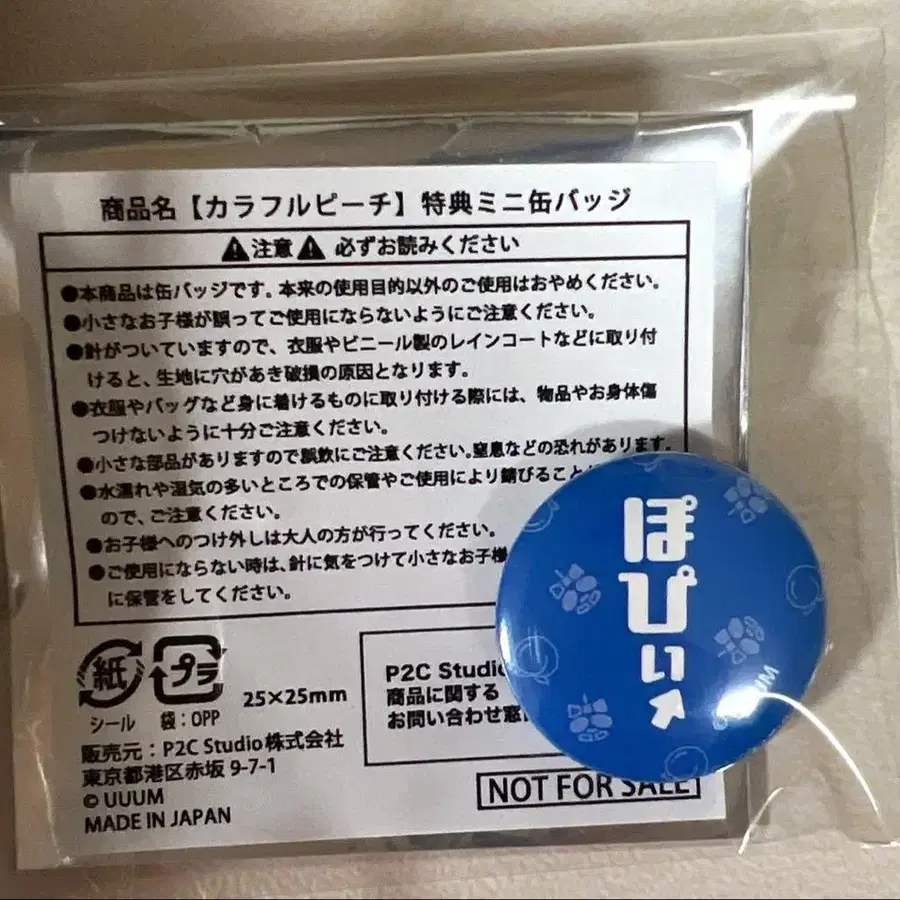 商品名【カラフルピーチ】特典ミニ缶バッジ
注意 必ずお読みください
●本商品は缶バッジです。本来の使用目的以外のご使用はおやめください。
●小さなお子様が誤ってご使用にならないようにご注意ください。
●針がついていますので、衣服やビニール製のレインコートなどに取り付
けると、生地に穴があき破損の原因となります。
●衣服やバッグなど身に着けるものに取り付ける際には、物品やお身体傷
つけないように十分ご注意ください。
●小さな部品がありますので誤飲にご注意ください。窒息などの恐れがあります。
●水濡れや湿気の多いところでの保管やご使用により錆びること
ので、ご注意ください。
●お子様へのつけ外しは大人の方が行ってください。
●ご使用にならない時は、針に気をつけて小さなお子様
に保管をしてください。
紙
シール
プラ
袋:OPP
25×25mm
販売元:P2C Studio株式会社
東京都港区赤坂 9-7-1
© UUUM
MADE IN JAPAN
P2C Studio
商品に関する
お問い合わせ窓
NOT FOR SALE
ぽぴぃ
© UUUM